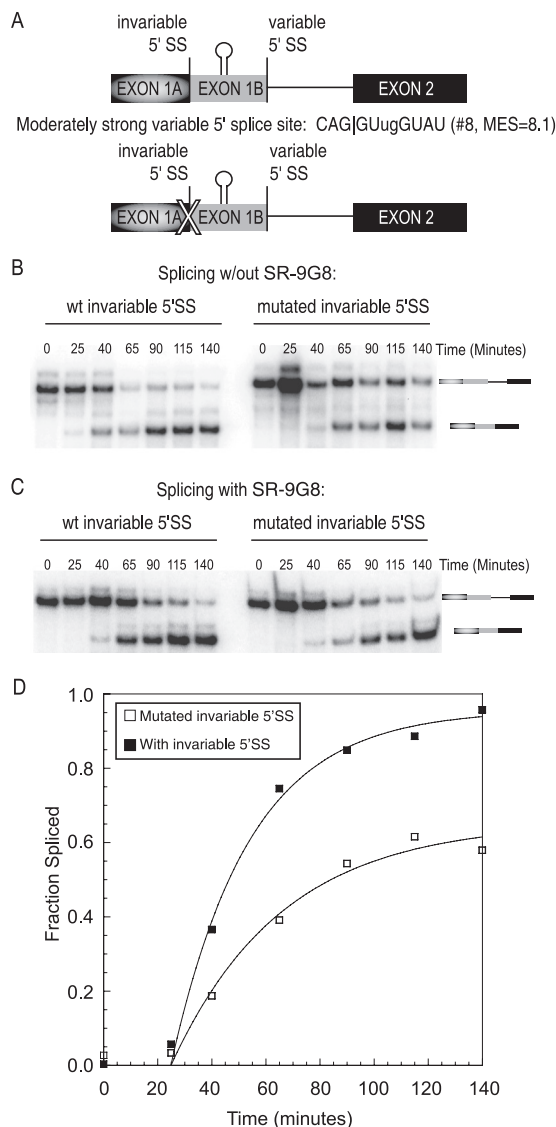 A
invariable variable
5' SS 5' SS
EXON 1A EXON 1B EXON 2
Moderately strong variable 5' splice site: CAG|GUugGUAU (#8, MES=8.1)
invariable variable
5' SS 5' SS
EXON 1A EXON 1B EXON 2
B
Splicing w/out SR-9G8:
wt invariable 5'SS mutated invariable 5'SS
0 25 40 65 90 115 140 0 25 40 65 90 115 140 Time (Minutes)
C
Splicing with SR-9G8:
wt invariable 5'SS mutated invariable 5'SS
0 25 40 65 90 115 140 0 25 40 65 90 115 140 Time (Minutes)
D
1.0
Mutated invariable 5'SS
With invariable 5'SS
0.8
0.6
Fraction Spliced
0.4
0.2
0.0
0 20 40 60 80 100 120 140
Time (minutes)